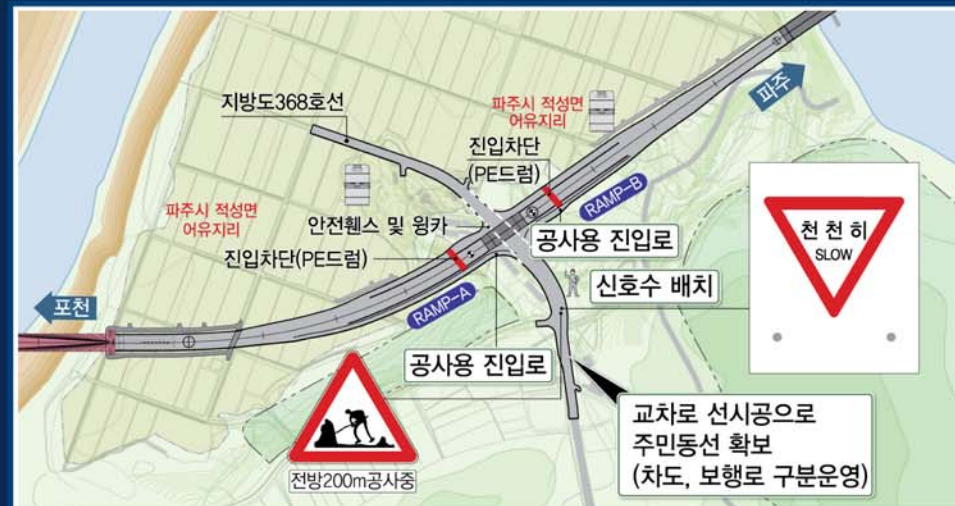 지방도368호선
파주시 적성면
어유지리
진입차단
(PE드럼)
파주
RAMP-B
파주시 적성면
어유지리
안전휀스 및 윙카
진입차단(PE드럼)
공사용 진입로
신호수 배치
천 천 히
SLOW
포천
RAMP-A
공사용 진입로
전방200m공사중
교차로 선시공으로
주민동선 확보
(차도, 보행로 구분운영)